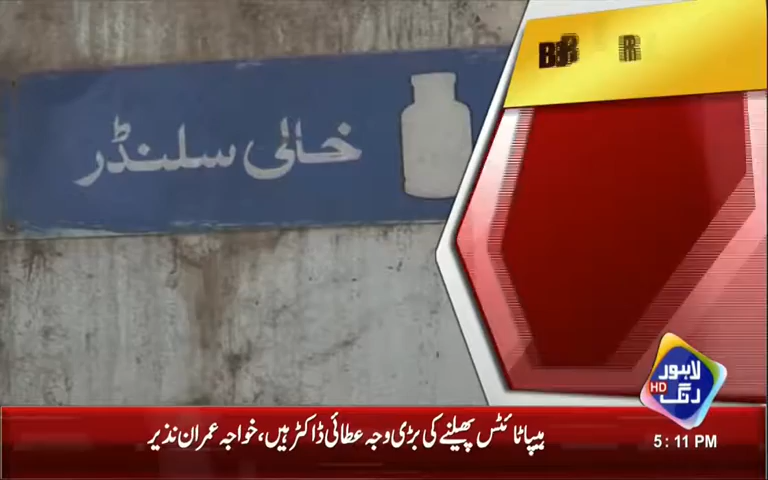 خالی سلنڈر
لاہور
HD
رنگ
ہیپاٹائٹس پھیلنے کی بڑی وجہ عطائی ڈاکٹر ہیں، خواجہ عمران نذیر
5:11 PM